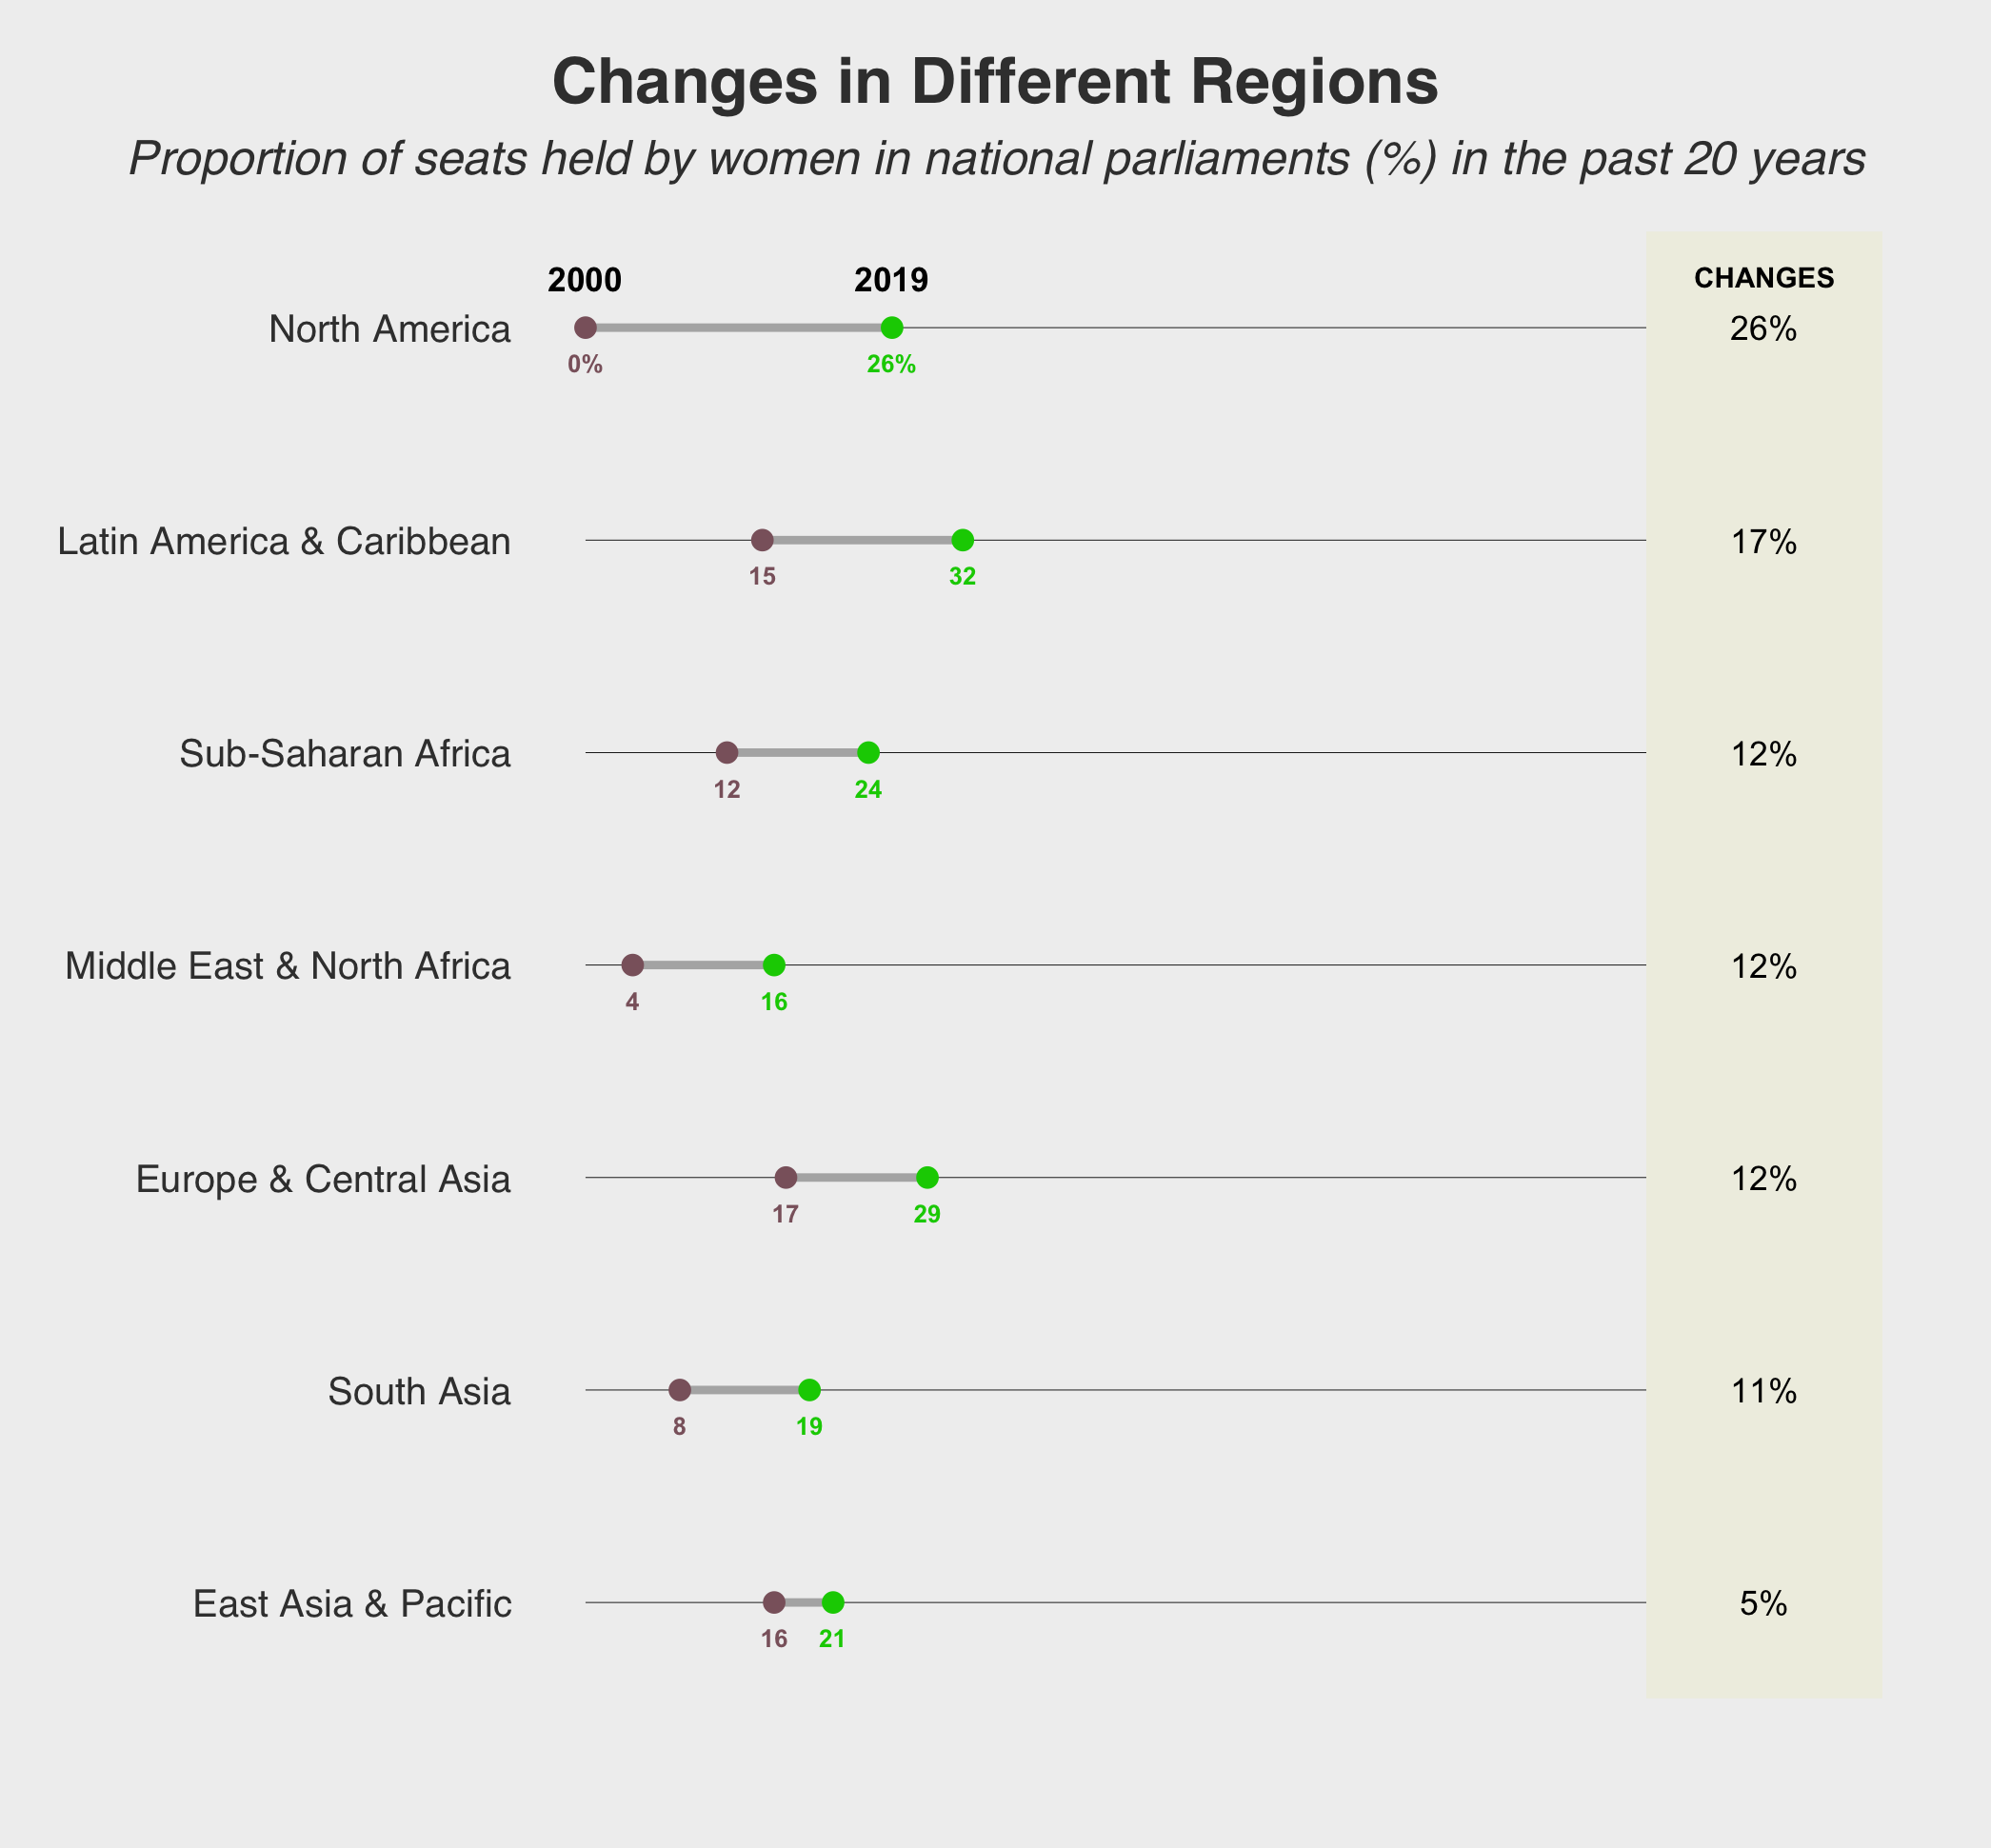 Changes in Different Regions
Proportion of seats held by women in national parliaments (%) in the past 20 years
2000 2019 CHANGES
North America 26%
0% 26%
Latin America & Caribbean 17%
15 32
Sub-Saharan Africa 12%
12 24
Middle East & North Africa 12%
4 16
Europe & Central Asia 12%
17 29
South Asia 11%
8 19
East Asia & Pacific 5%
16 21